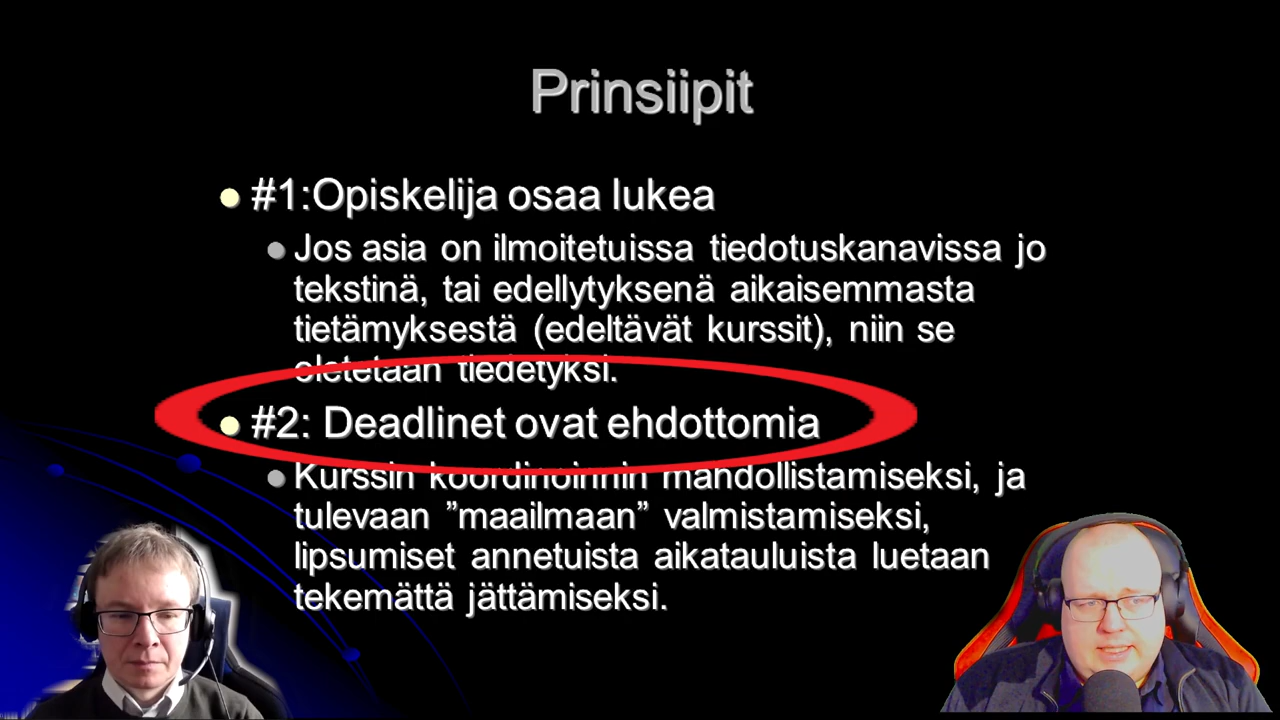 Prinsiipit
#1:Opiskelija osaa lukea
Jos asia on ilmoitetuissa tiedotuskanavissa jo
tekstinä, tai edellytyksenä aikaisemmasta
tietämyksestä (edeltävät kurssit), niin se
oletetaan tiedetyksi.
#2: Deadlinet ovat ehdottomia
Kurssin koordinoinnin mahdollistamiseksi, ja
tulevaan ”maailmaan” valmistamiseksi,
lipsumiset annetuista aikatauluista luetaan
tekemättä jättämiseksi.